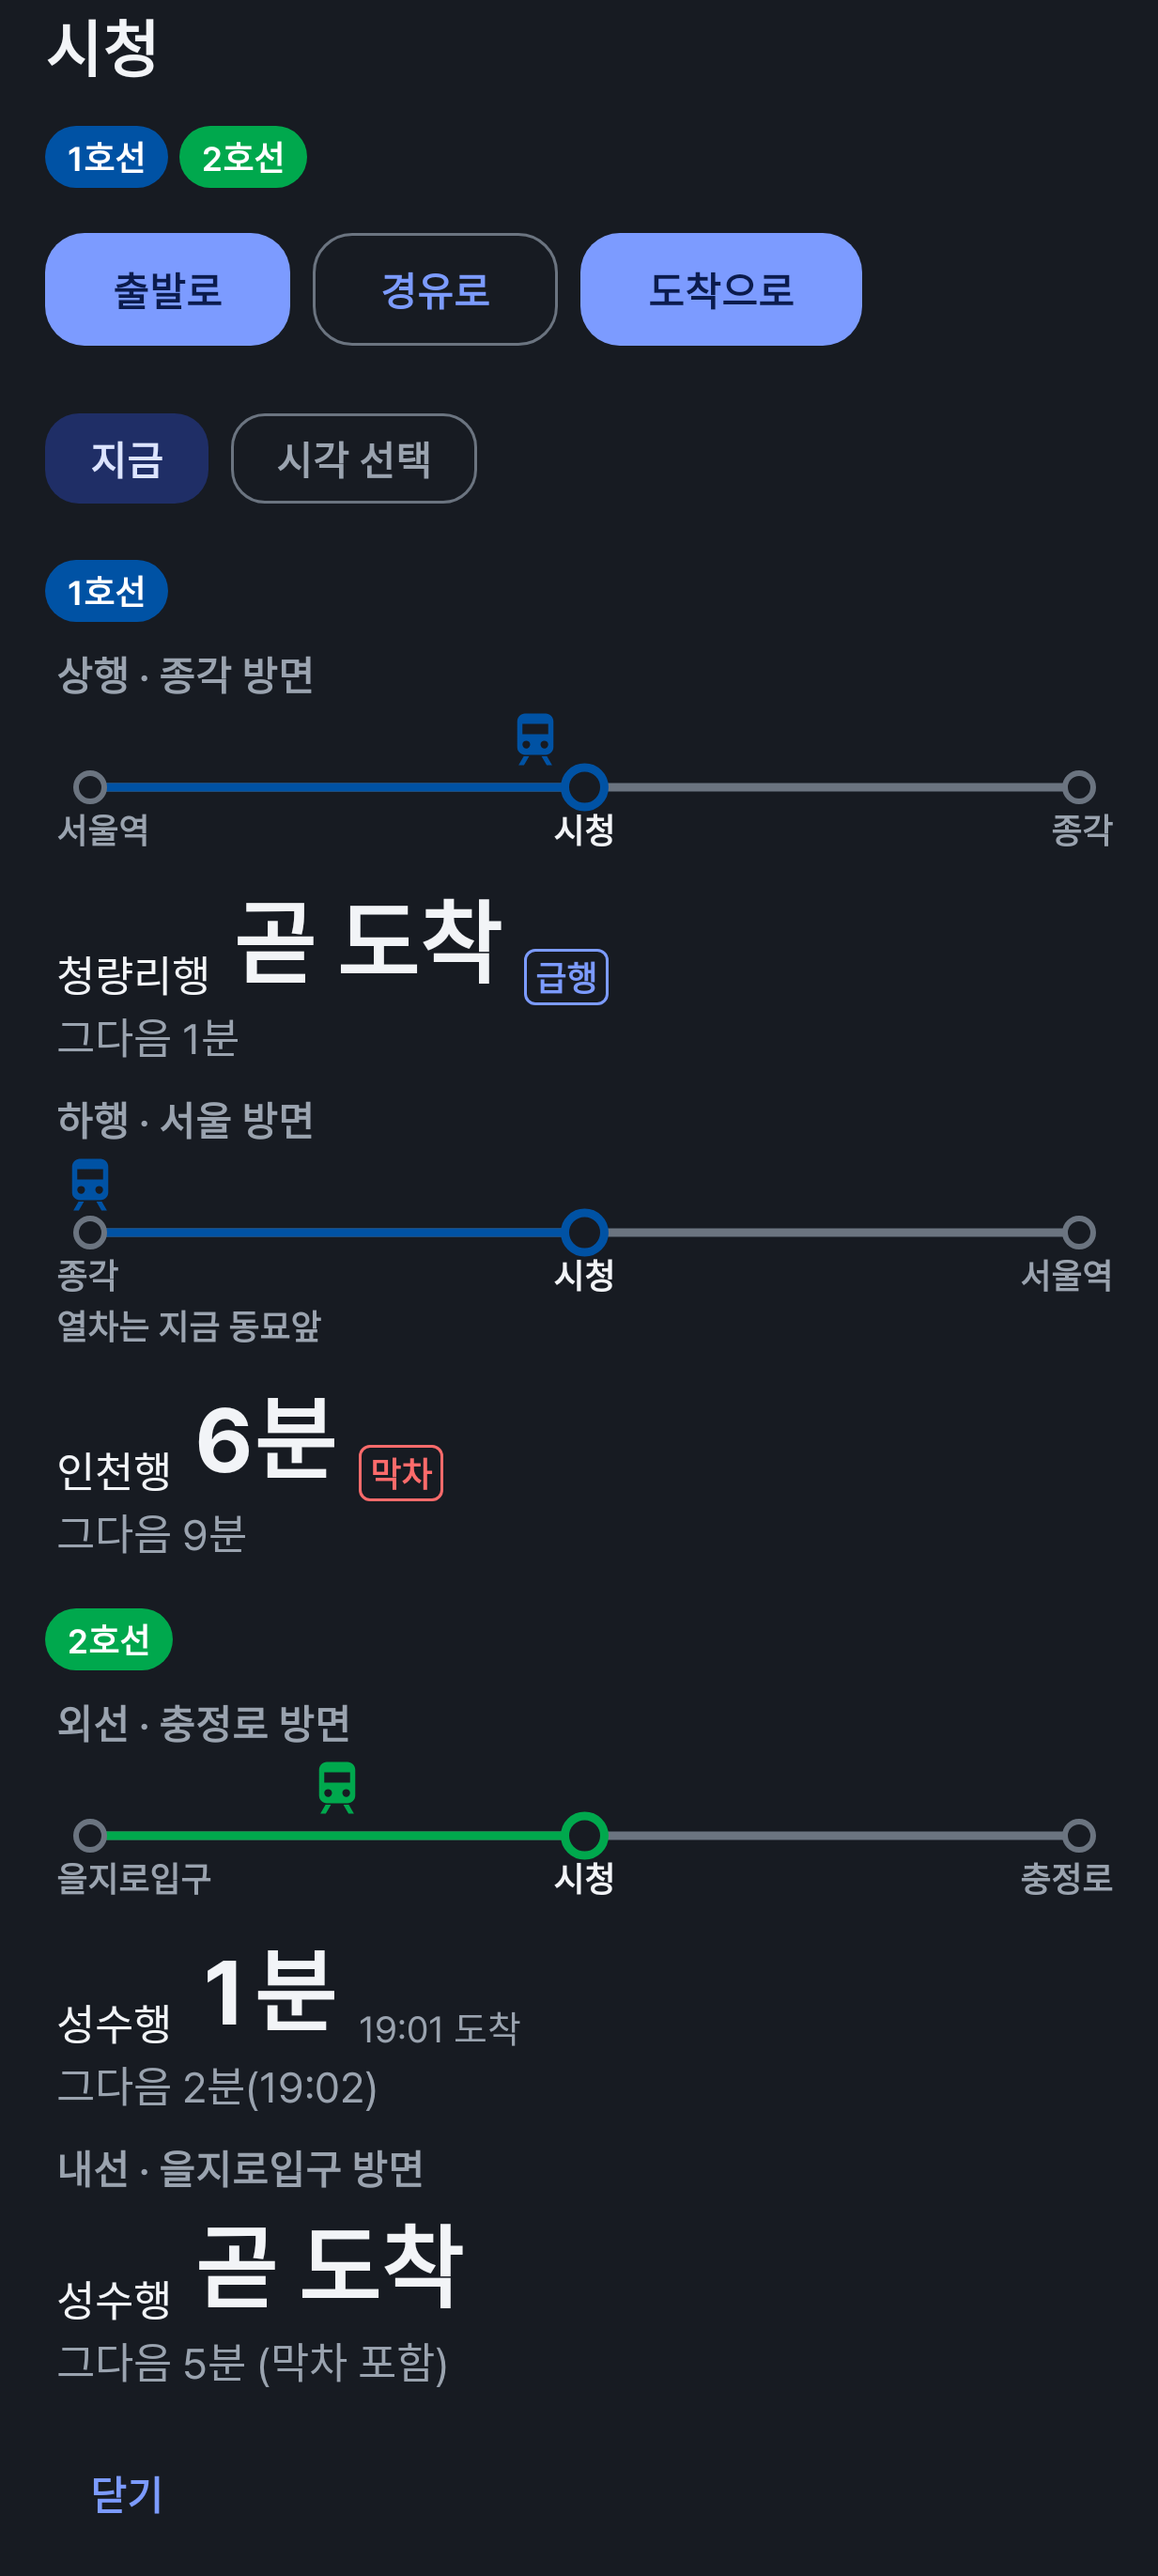 시청
1호선 2호선
출발로 경유로 도착으로
지금 시각 선택
1호선
상행 · 종각 방면
서울역 시청 종각
청량리행 곧 도착 급행
그다음 1분
하행 · 서울 방면
종각 시청 서울역
열차는 지금 동묘앞
인천행 6분 막차
그다음 9분
2호선
외선 · 충정로 방면
을지로입구 시청 충정로
성수행 1분 19:01 도착
그다음 2분(19:02)
내선 · 을지로입구 방면
성수행 곧 도착
그다음 5분 (막차 포함)
닫기